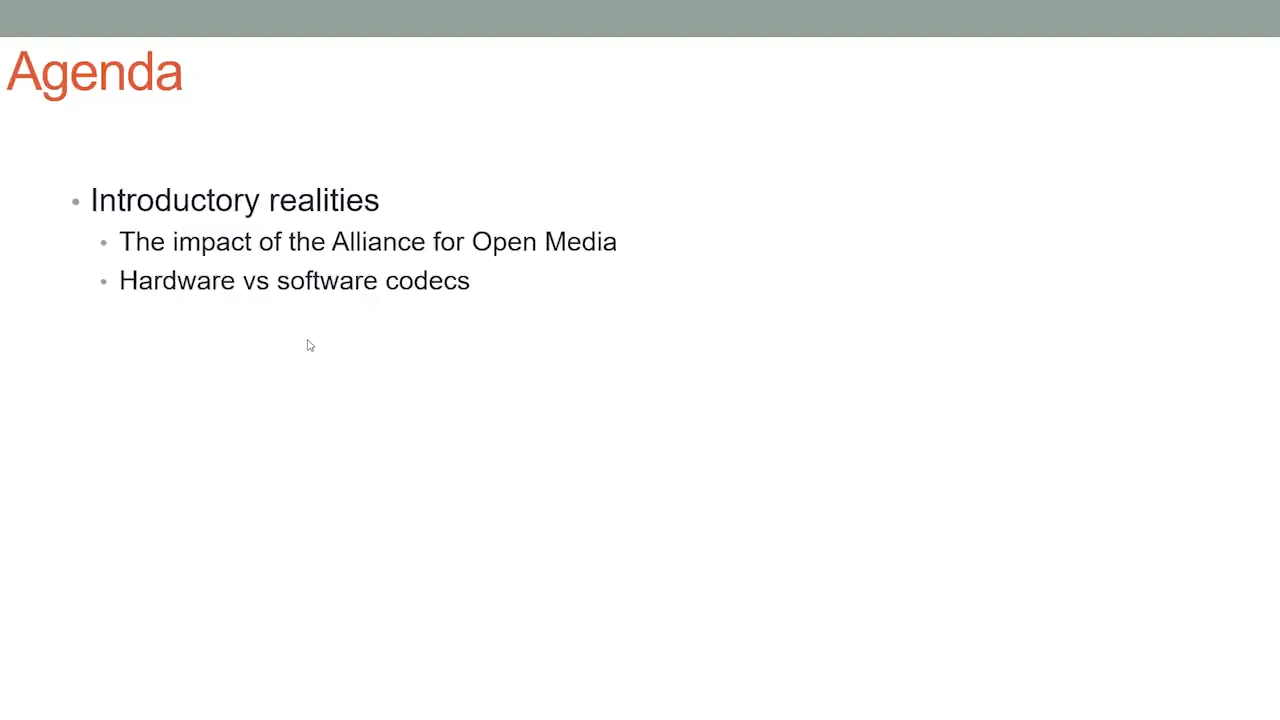 Agenda
• Introductory realities
• The impact of the Alliance for Open Media
• Hardware vs software codecs